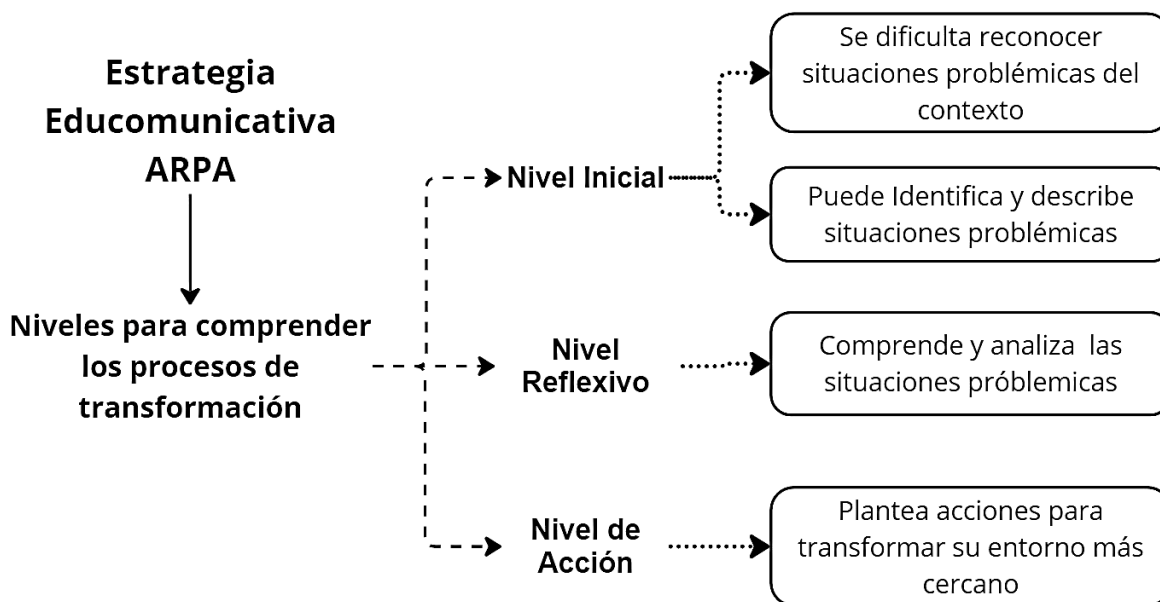 Estrategia
Educomunicativa
ARPA
Niveles para comprender
los procesos de
transformación
Nivel Inicial
Se dificulta reconocer
situaciones problémicas del
contexto
Puede Identifica y describe
situaciones problémicas
Nivel
Reflexivo
Comprende y analiza las
situaciones próblemicas
Nivel de
Acción
Plantea acciones para
transformar su entorno más
cercano